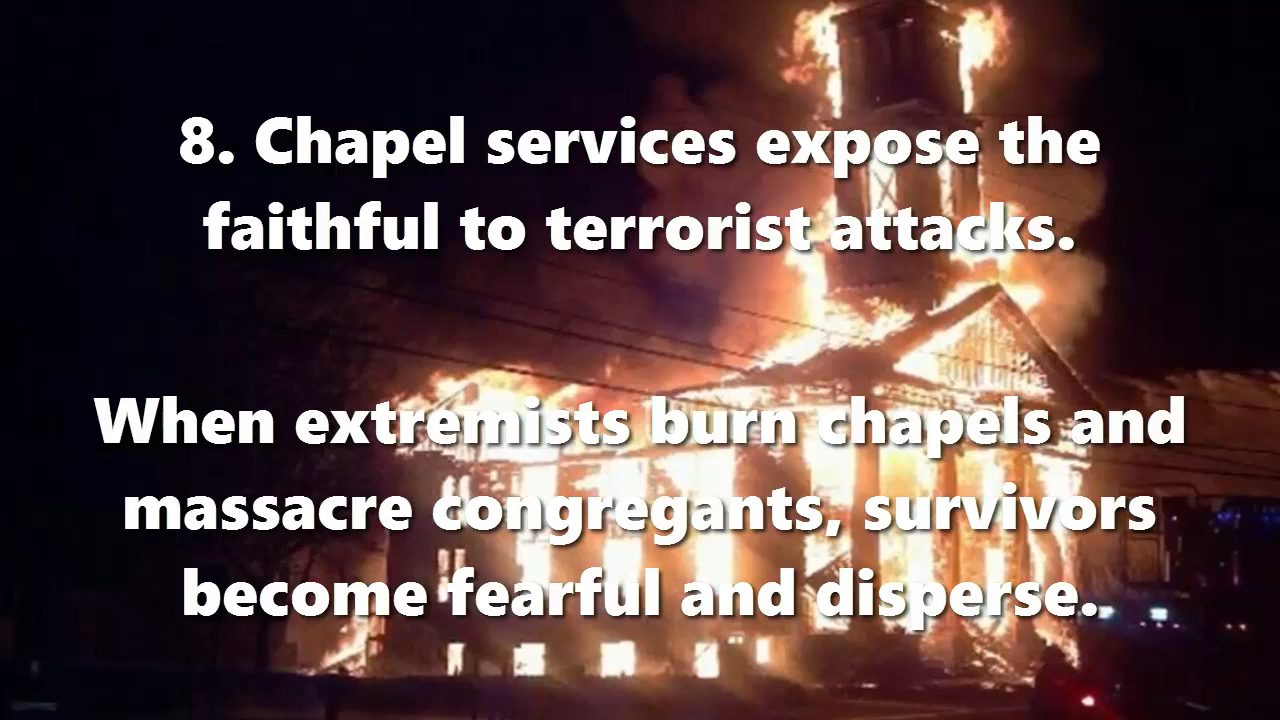 8. Chapel services expose the
faithful to terrorist attacks.
When extremists burn chapels and
massacre congregants, survivors
become fearful and disperse.